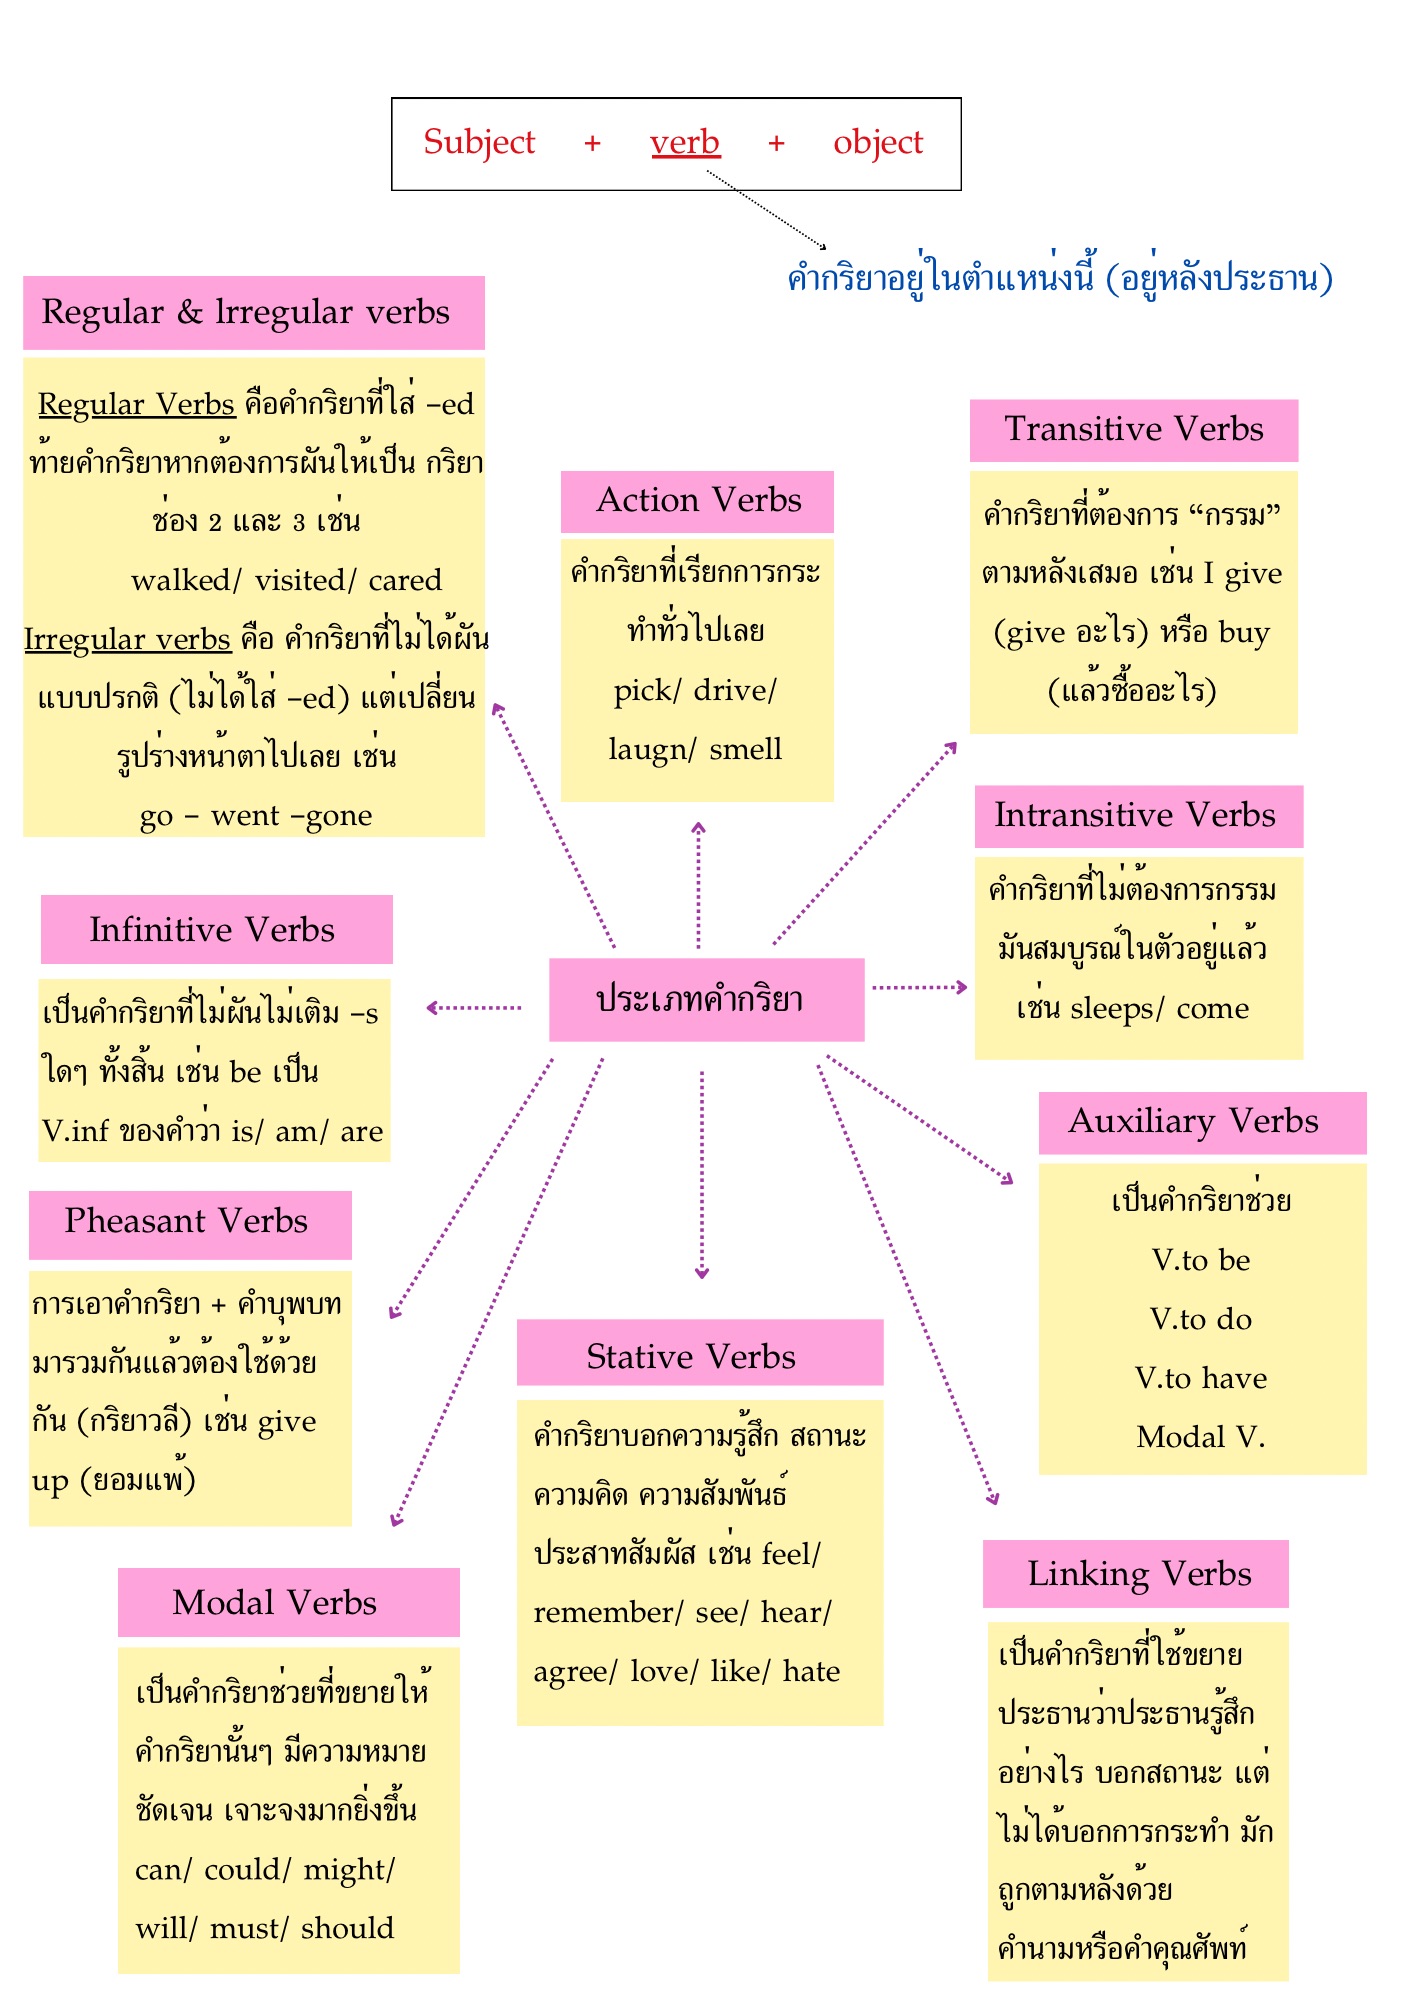 Subject + verb + object
คำกริยาอยู่ในตำแหน่งนี้ (อยู่หลังประธาน)
Regular & lrregular verbs
Regular Verbs คือคำกริยาที่ใส่ –ed
ท้ายคำกริยาหากต้องการผันให้เป็น กริยา
ช่อง 2 และ 3 เช่น
walked/ visited/ cared
Irregular verbs คือ คำกริยาที่ไม่ได้ผัน
แบบปรกติ (ไม่ได้ใส่ –ed) แต่เปลี่ยน
รูปร่างหน้าตาไปเลย เช่น
go – went –gone
Action Verbs
คำกริยาที่เรียกการกระ
ทำทั่วไปเลย
pick/ drive/
laugn/ smell
Transitive Verbs
คำกริยาที่ต้องการ “กรรม”
ตามหลังเสมอ เช่น I give
(give อะไร) หรือ buy
(แล้วซื้ออะไร)
Intransitive Verbs
คำกริยาที่ไม่ต้องการกรรม
มันสมบูรณ์ในตัวอยู่แล้ว
เช่น sleeps/ come
Infinitive Verbs
เป็นคำกริยาที่ไม่ผันไม่เติม –s
ใดๆ ทั้งสิ้น เช่น be เป็น
V.inf ของคำว่า is/ am/ are
ประเภทคำกริยา
Auxiliary Verbs
เป็นคำกริยาช่วย
V.to be
V.to do
V.to have
Modal V.
Pheasant Verbs
การเอาคำกริยา + คำบุพบท
มารวมกันแล้วต้องใช้ด้วย
กัน (กริยาวลี) เช่น give
up (ยอมแพ้)
Stative Verbs
คำกริยาบอกความรู้สึก สถานะ
ความคิด ความสัมพันธ์
ประสาทสัมผัส เช่น feel/
remember/ see/ hear/
agree/ love/ like/ hate
Modal Verbs
เป็นคำกริยาช่วยที่ขยายให้
คำกริยานั้นๆ มีความหมาย
ชัดเจน เจาะจงมากยิ่งขึ้น
can/ could/ might/
will/ must/ should
Linking Verbs
เป็นคำกริยาที่ใช้ขยาย
ประธานว่าประธานรู้สึก
อย่างไร บอกสถานะ แต่
ไม่ได้บอกการกระทำ มัก
ถูกตามหลังด้วย
คำนามหรือคำคุณศัพท์